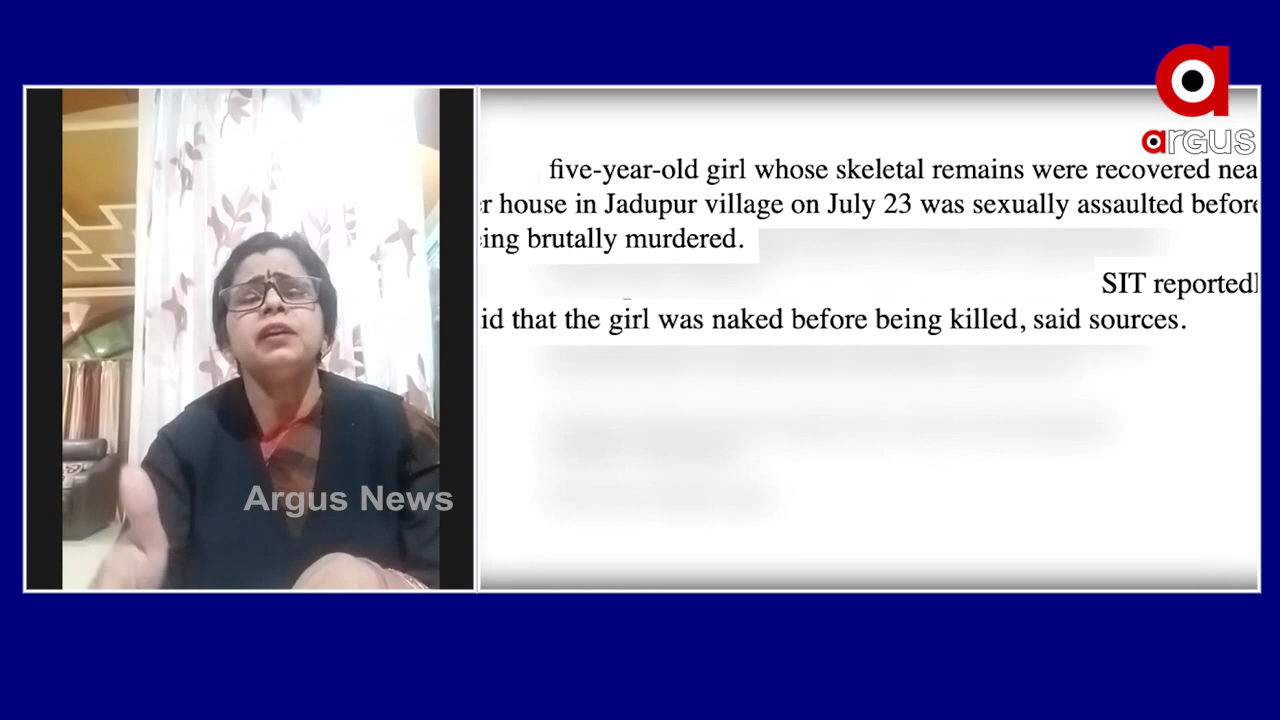 argus
five-year-old girl whose skeletal remains were recovered nea
r house in Jadupur village on July 23 was sexually assaulted before
ing brutally murdered.
SIT reportedl
id that the girl was naked before being killed, said sources.
Argus News